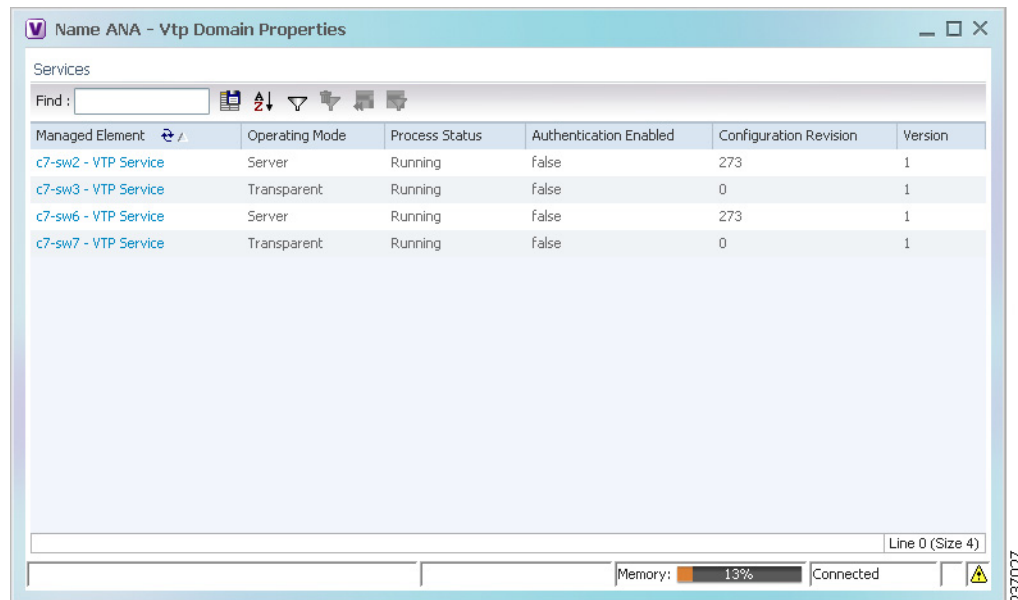 V Name ANA - Vtp Domain Properties
Services
Find :
Managed Element Operating Mode Process Status Authentication Enabled Configuration Revision Version
c7-sw2 - VTP Service Server Running false 273 1
c7-sw3 - VTP Service Transparent Running false 0 1
c7-sw6 - VTP Service Server Running false 273 1
c7-sw7 - VTP Service Transparent Running false 0 1
Line 0 (Size 4)
Memory: 13% Connected
237027